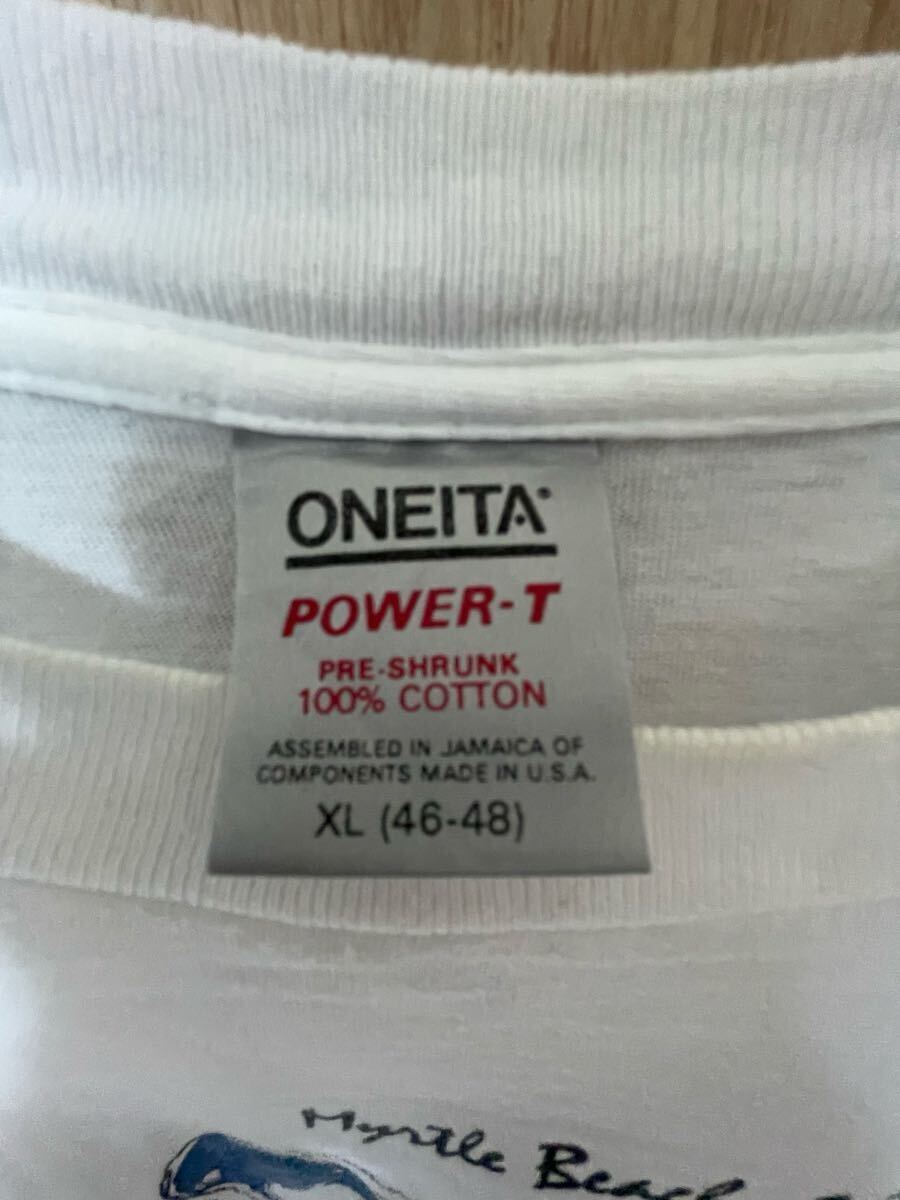 ONEITA
POWER-T
PRE-SHRUNK
100% COTTON
ASSEMBLED IN JAMAICA OF
COMPONENTS MADE IN U.S.A.
XL (46-48)
Myrtle Beach